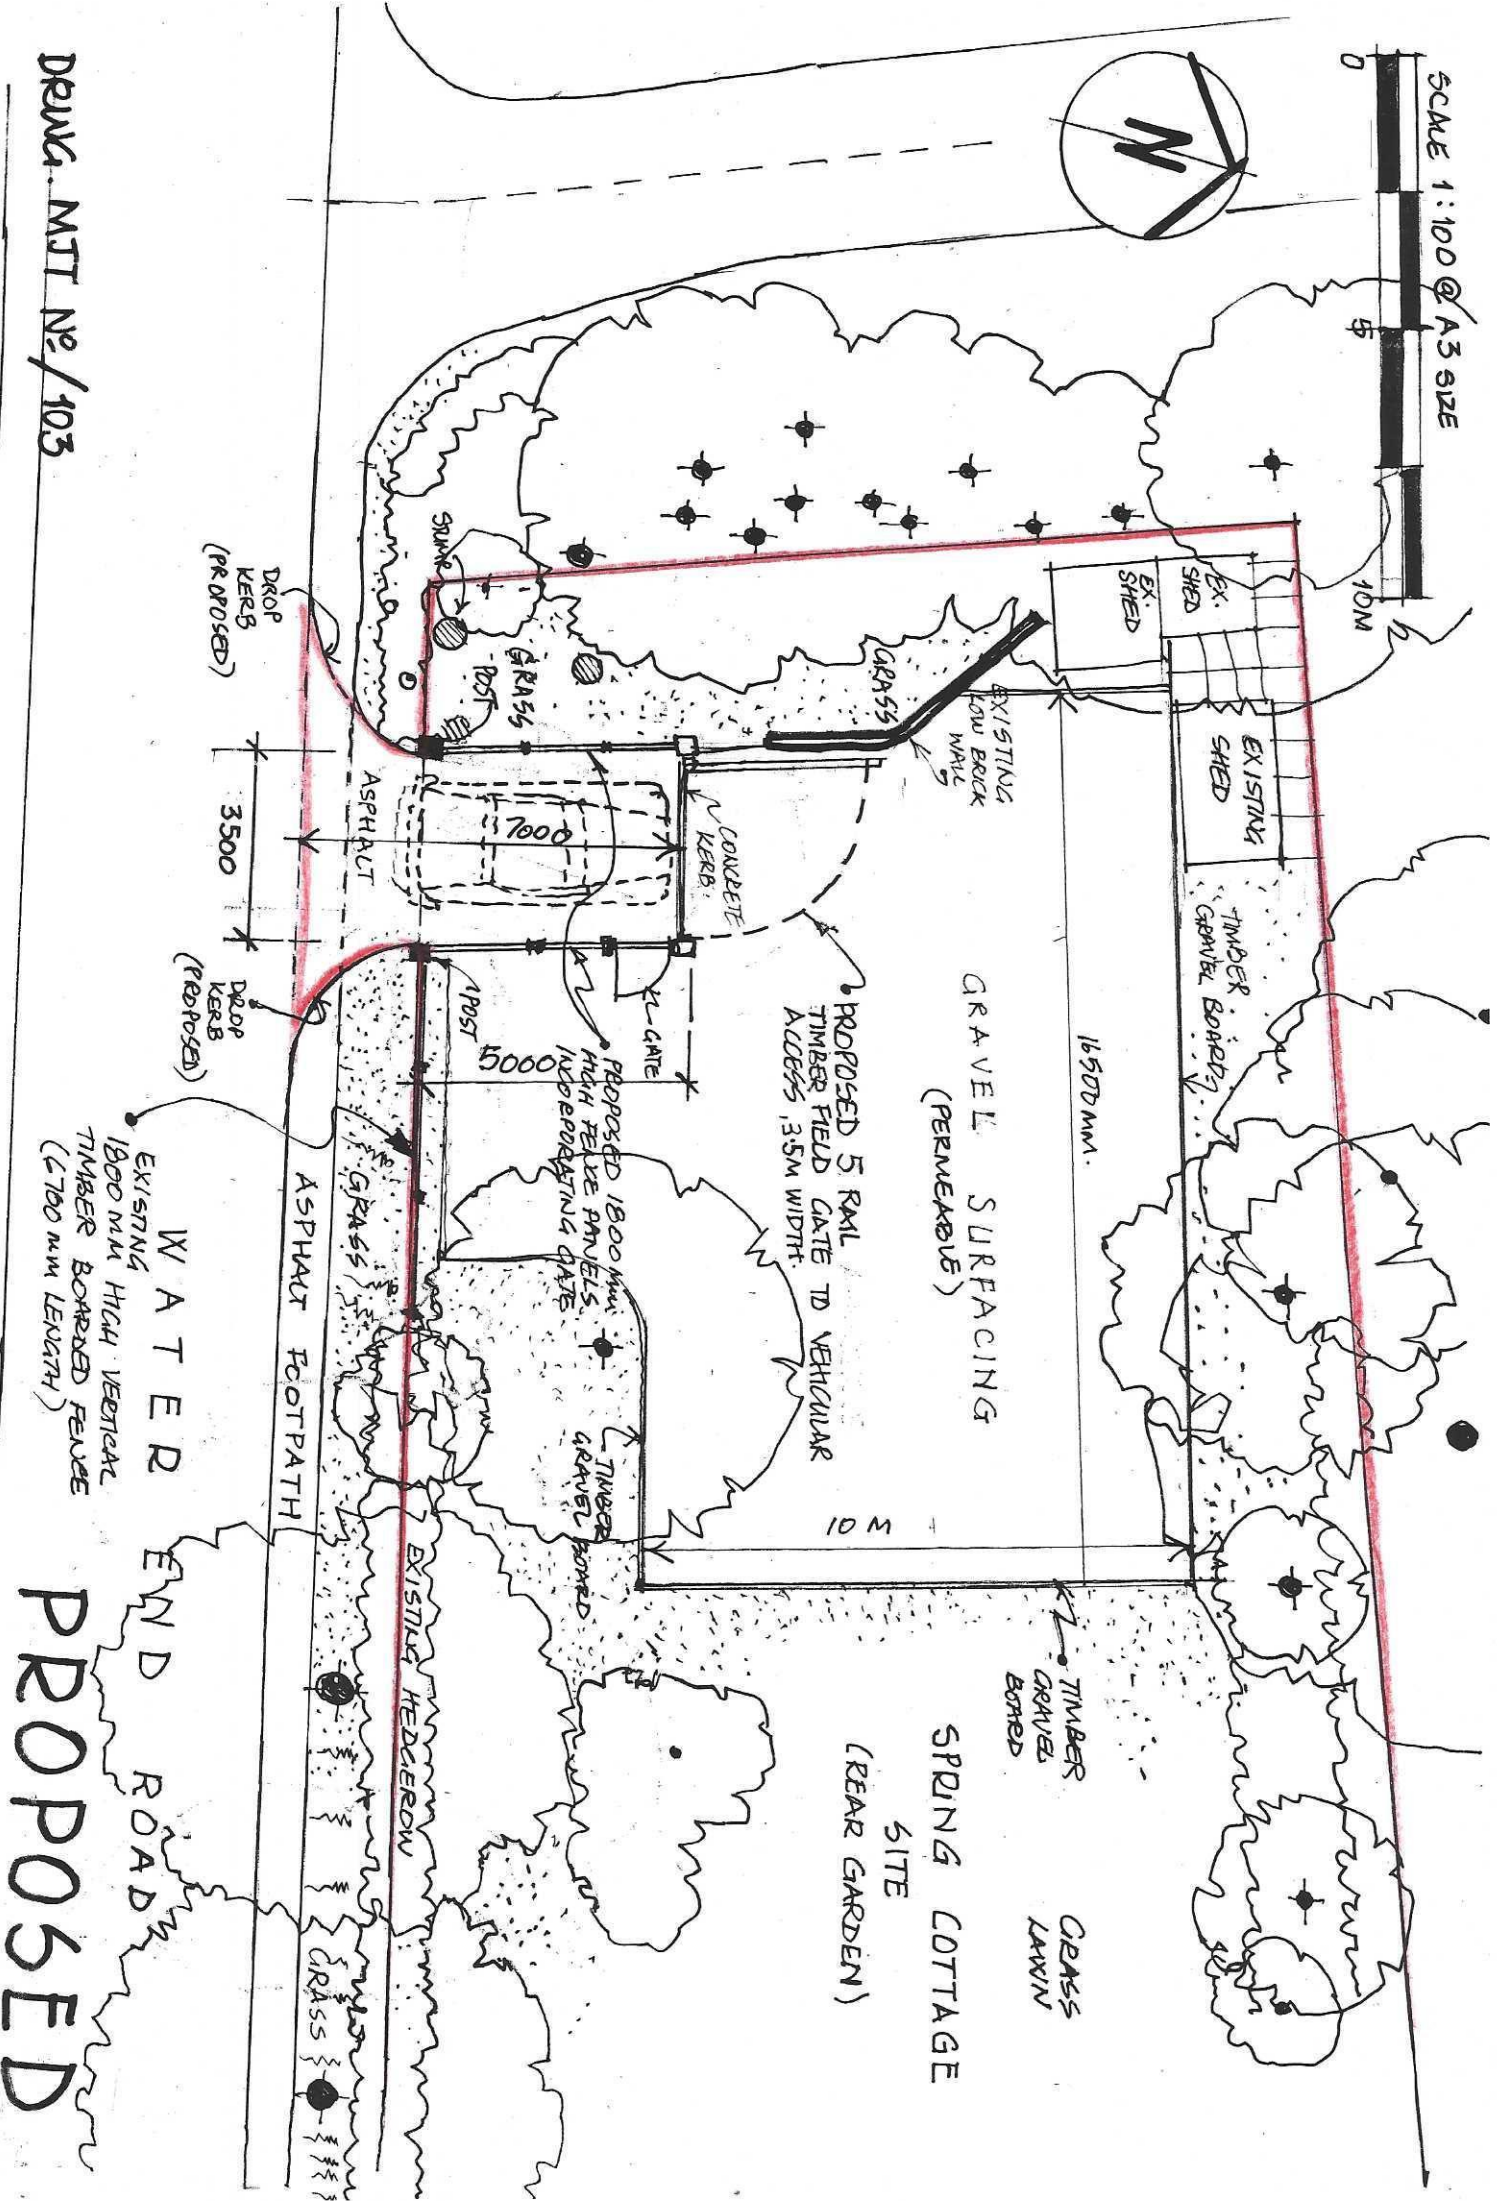 SCALE 1:100 @ A3 SIZE
0
5
10M
N
EX.
SHED
EX.
SHED
EXISTING
SHED
TIMBER
GRAVEL BOARD
EXISTING
LOW BRICK
WALL
GRASS
16500MM.
GRAVEL SURFACING
(PERMEABLE)
PROPOSED 5 RAIL
TIMBER FIELD GATE TO VEHICULAR
ACCESS, 3.5M WIDTH.
10 M
TIMBER
GRAVEL
BOARD
GRASS
LAWN
SPRING COTTAGE
SITE
(REAR GARDEN)
CONCRETE
KERB
GATE
PROPOSED 1800 MM
HIGH FENCE PANELS
INCORPORATING GATE
TIMBER
GRAVEL BOARD
GRASS
POST
7000
5000
POST
EXISTING HEDGEROW
ASPHALT
GRASS
GRASS
ASPHALT FOOTPATH
DROP
KERB
(PROPOSED)
3500
DROP
KERB
(PROPOSED)
WATER END ROAD
EXISTING
1800 MM HIGH VERTICAL
TIMBER BOARDED FENCE
(6700 MM LENGTH)
DRWNG. MJT Nº/103
PROPOSED